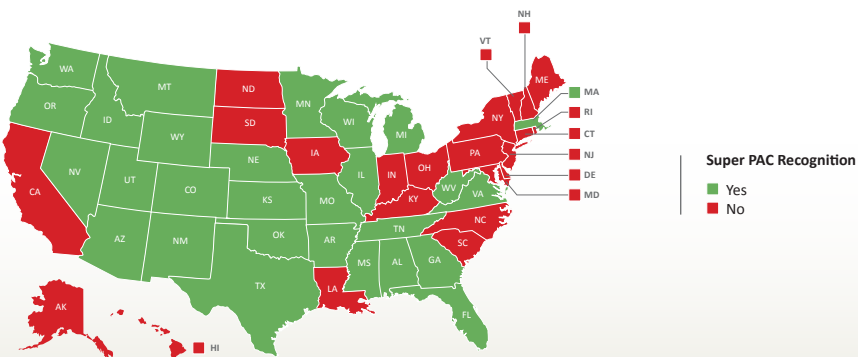 NH
VT
ME
WA
MT
ND
MN
MA
OR
ID
SD
WI
MI
NY
RI
WY
CT
IA
PA
NJ
CA
NV
UT
CO
NE
IL
IN
OH
DE
WV
VA
MD
KS
MO
KY
NC
AZ
NM
OK
AR
TN
SC
TX
LA
MS
AL
GA
FL
AK
HI
Super PAC Recognition
Yes
No